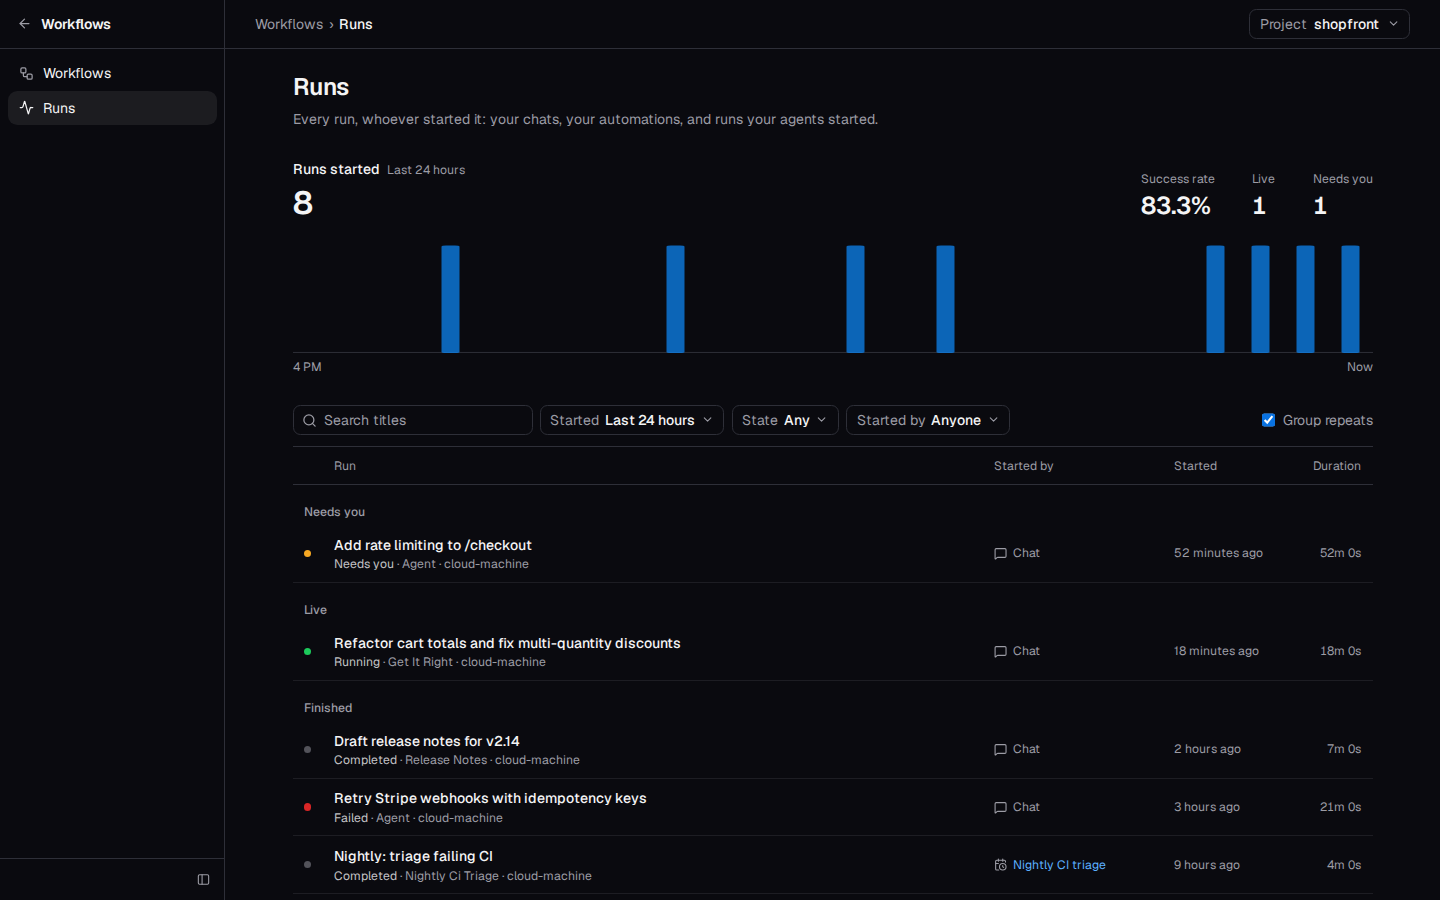 Workflows
Workflows › Runs
Project shopfront
Workflows
Runs
Runs
Every run, whoever started it: your chats, your automations, and runs your agents started.
Runs started Last 24 hours
8
Success rate Live Needs you
83.3% 1 1
4 PM Now
Search titles Started Last 24 hours State Any Started by Anyone Group repeats
Run Started by Started Duration
Needs you
Add rate limiting to /checkout
Needs you · Agent · cloud-machine
Chat 52 minutes ago 52m 0s
Live
Refactor cart totals and fix multi-quantity discounts
Running · Get It Right · cloud-machine
Chat 18 minutes ago 18m 0s
Finished
Draft release notes for v2.14
Completed · Release Notes · cloud-machine
Chat 2 hours ago 7m 0s
Retry Stripe webhooks with idempotency keys
Failed · Agent · cloud-machine
Chat 3 hours ago 21m 0s
Nightly: triage failing CI
Completed · Nightly Ci Triage · cloud-machine
Nightly CI triage 9 hours ago 4m 0s